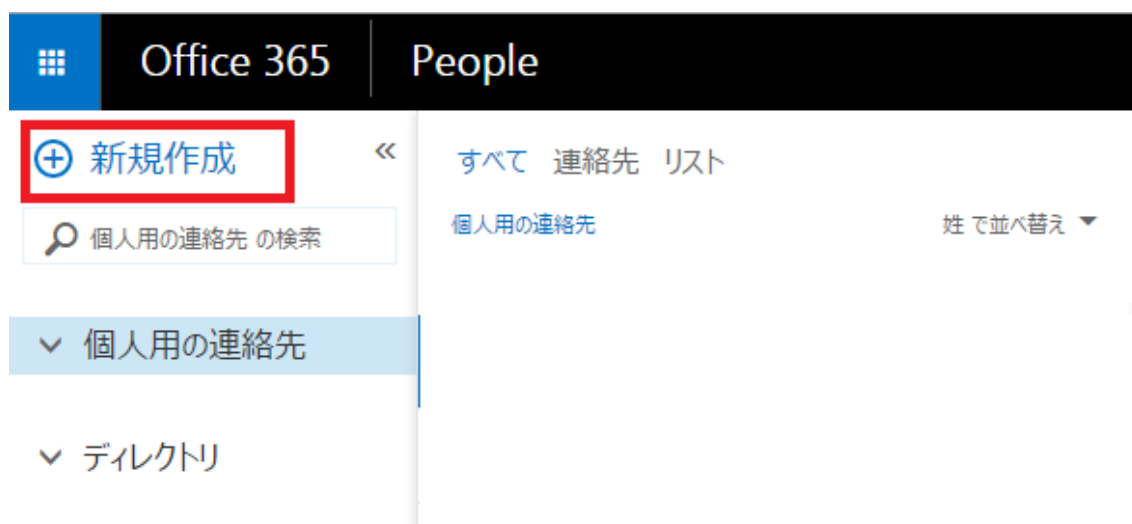 Office 365 People
新規作成 «
すべて 連絡先 リスト
個人用の連絡先 の検索
個人用の連絡先 姓 で並べ替え
個人用の連絡先
ディレクトリ